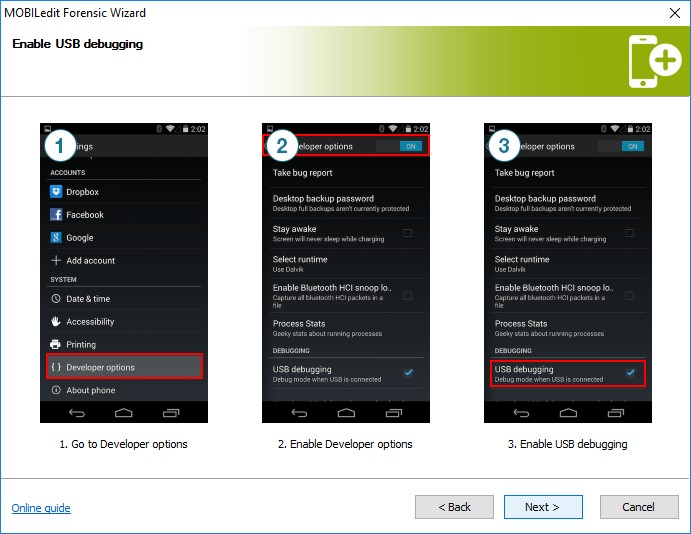 MOBILedit Forensic Wizard
Enable USB debugging
1
2:02
ings
ACCOUNTS
Dropbox
Facebook
Google
Add account
SYSTEM
Date & time
Accessibility
Printing
{ } Developer options
About phone
1. Go to Developer options
2
2:02
eveloper options
ON
Take bug report
Desktop backup password
Desktop full backups aren't currently protected
Stay awake
Screen will never sleep while charging
Select runtime
Use Dalvik
Enable Bluetooth HCI snoop lo..
Capture all bluetooth HCI packets in a
file
Process Stats
Geeky stats about running processes
DEBUGGING
USB debugging
Debug mode when USB is connected
2. Enable Developer options
3
2:02
eloper options
ON
Take bug report
Desktop backup password
Desktop full backups aren't currently protected
Stay awake
Screen will never sleep while charging
Select runtime
Use Dalvik
Enable Bluetooth HCI snoop lo..
Capture all bluetooth HCI packets in a
file
Process Stats
Geeky stats about running processes
DEBUGGING
USB debugging
Debug mode when USB is connected
3. Enable USB debugging
Online guide
< Back
Next >
Cancel